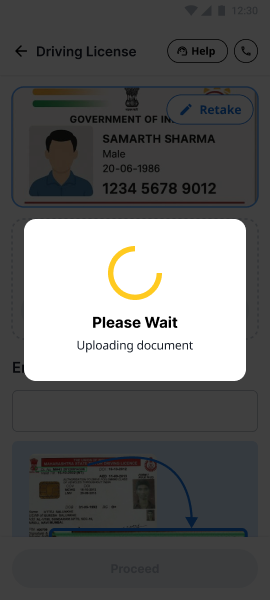 12:30
Driving License
Help
GOVERNMENT OF IN
Retake
SAMARTH SHARMA
Male
20-06-1986
1234 5678 9012
Please Wait
Uploading document
Proceed